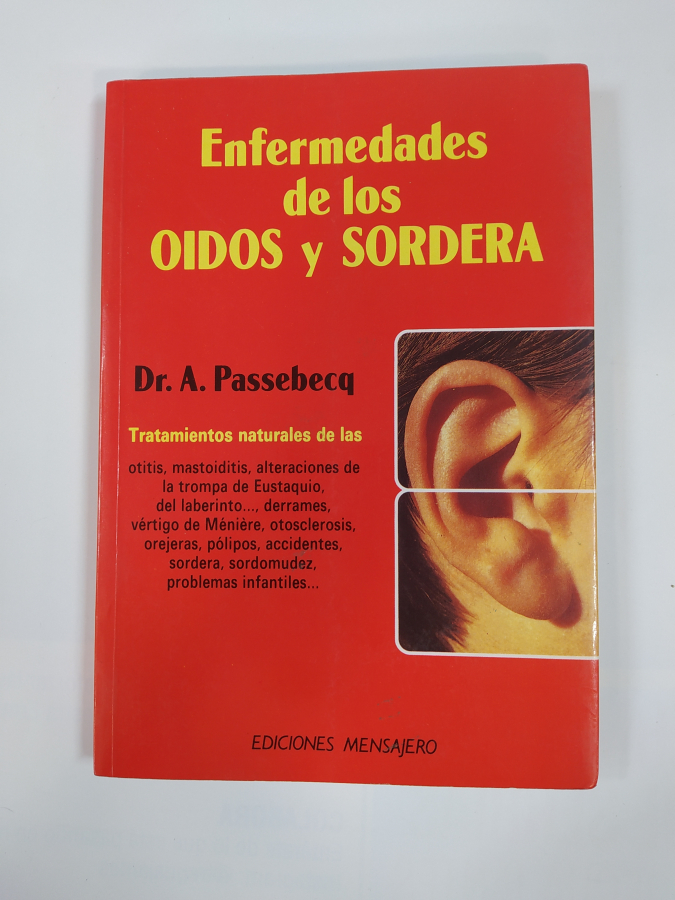 Enfermedades
de los
OIDOS y SORDERA
Dr. A. Passebecq
Tratamientos naturales de las
otitis, mastoiditis, alteraciones de
la trompa de Eustaquio,
del laberinto..., derrames,
vértigo de Ménière, otosclerosis,
orejeras, pólipos, accidentes,
sordera, sordomudez,
problemas infantiles...
EDICIONES MENSAJERO